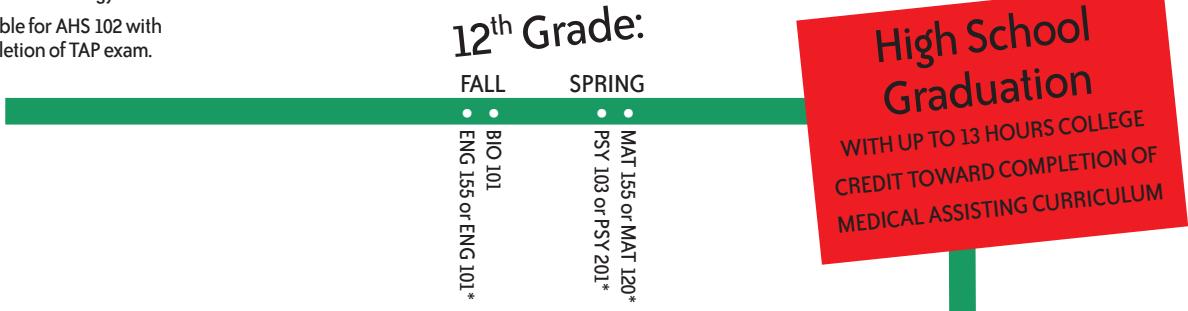 ble for AHS 102 with
letion of TAP exam.
12th Grade:
FALL
SPRING
ENG 155 or ENG 101*
BIO 101
PSY 103 or PSY 201*
MAT 155 or MAT 120*
High School
Graduation
WITH UP TO 13 HOURS COLLEGE
CREDIT TOWARD COMPLETION OF
MEDICAL ASSISTING CURRICULUM